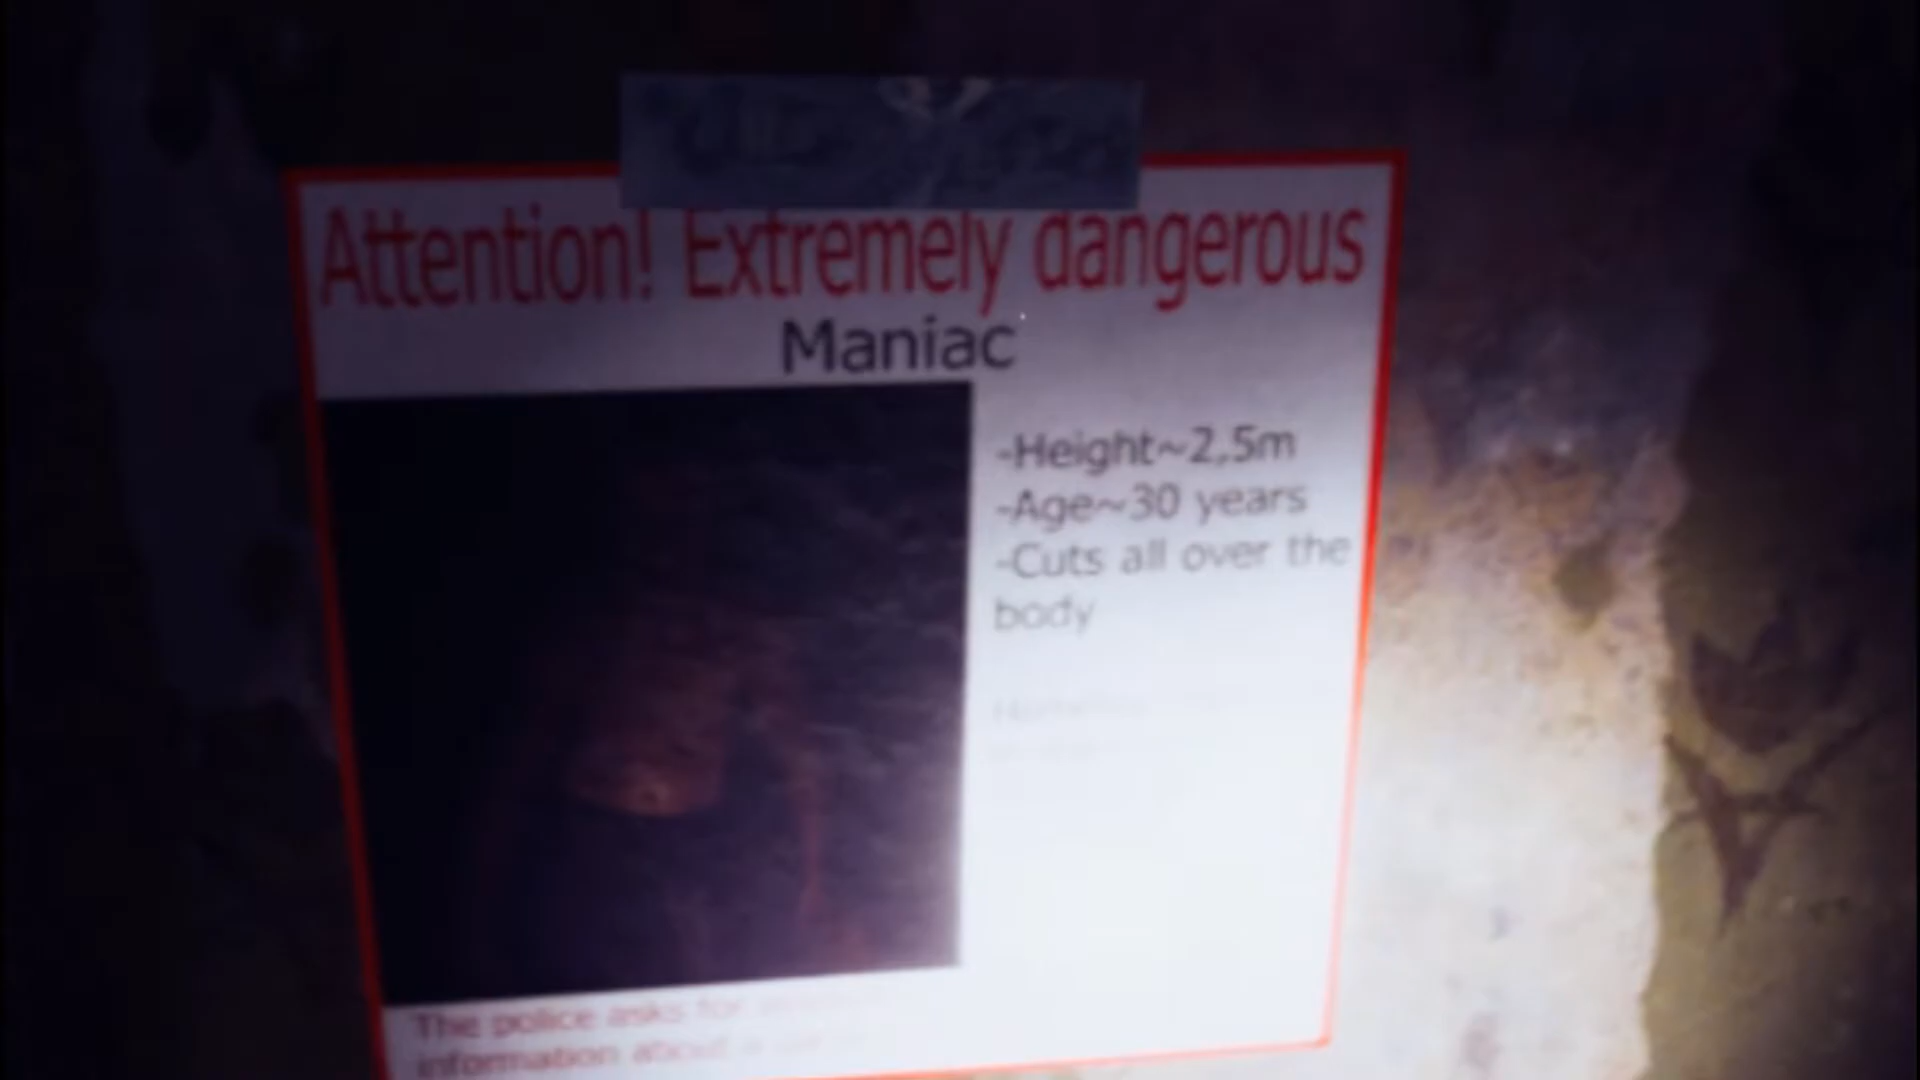 Attention! Extremely dangerous
Maniac
-Height~2,5m
-Age~30 years
-Cuts all over the
body
The police asks for
information about a